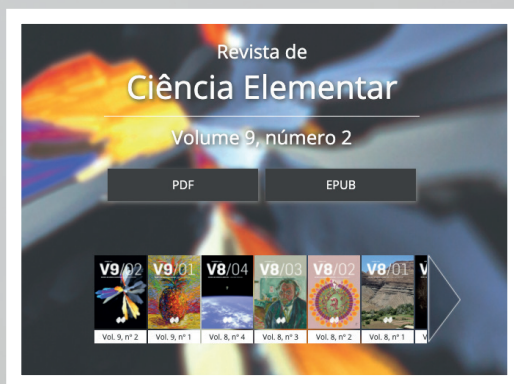 Revista de
Ciência Elementar
Volume 9, número 2
PDF EPUB
V9/02 V9/01 V8/04 V8/03 V8/02 V8/01 V
Vol. 9, nº 2 Vol. 9, nº 1 Vol. 8, nº 4 Vol. 8, nº 3 Vol. 8, nº 2 Vol. 8, nº 1 V